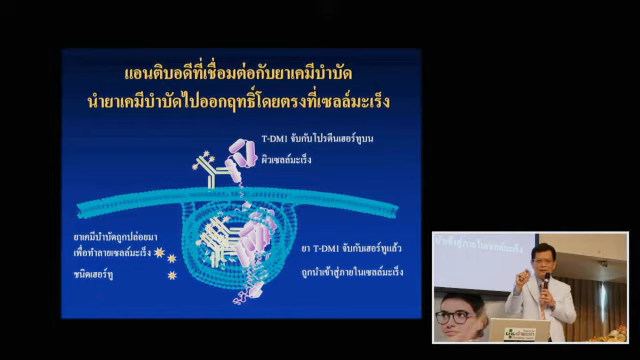 แอนติบอดีที่เชื่อมต่อกับยาเคมีบำบัด
นำยาเคมีบำบัดไปออกฤทธิ์โดยตรงที่เซลล์มะเร็ง
T-DM1 จับกับโปรตีนเฮอร์ทูบน
ผิวเซลล์มะเร็ง
ยาเคมีบำบัดถูกปล่อยมา
เพื่อทำลายเซลล์มะเร็ง
ชนิดเฮอร์ทู
ยา T-DM1 จับกับเฮอร์ทูแล้ว
ถูกนำเข้าสู่ภายในเซลล์มะเร็ง